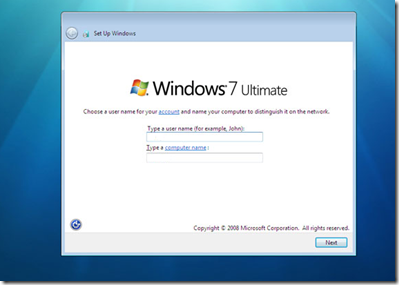 Set Up Windows
Windows 7 Ultimate
Choose a user name for your account and name your computer to distinguish it on the network.
Type a user name (for example, John):
Type a computer name:
Copyright © 2008 Microsoft Corporation. All rights reserved.
Next